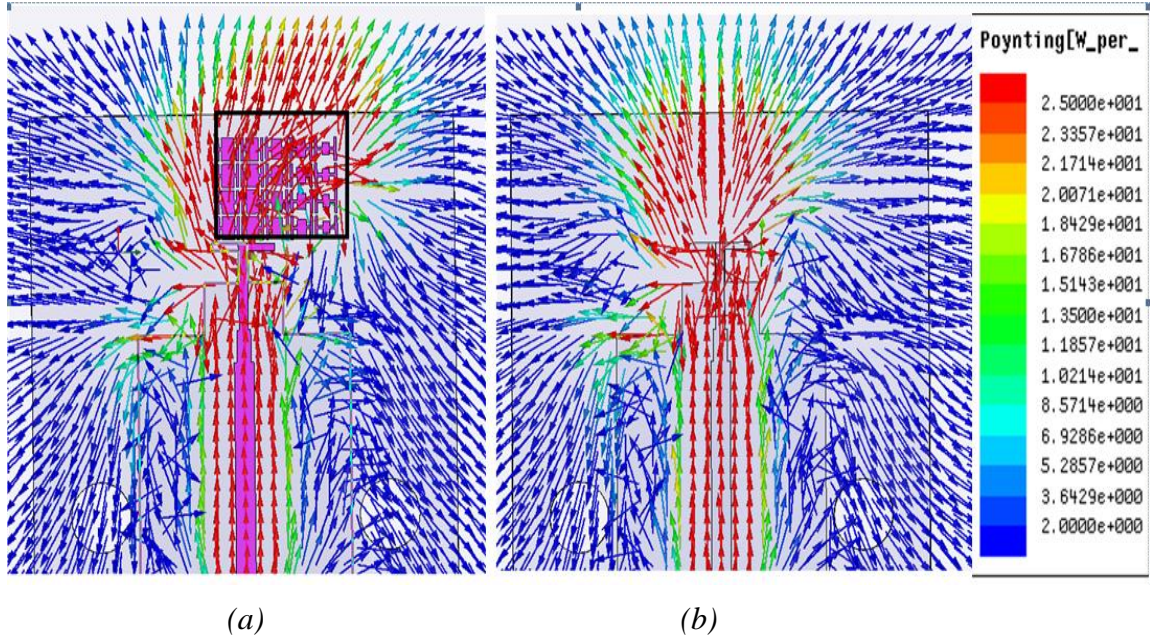 Poynting[W_per_
2.5000e+001
2.3357e+001
2.1714e+001
2.0071e+001
1.8429e+001
1.6786e+001
1.5143e+001
1.3500e+001
1.1857e+001
1.0214e+001
8.5714e+000
6.9286e+000
5.2857e+000
3.6429e+000
2.0000e+000
(a)
(b)